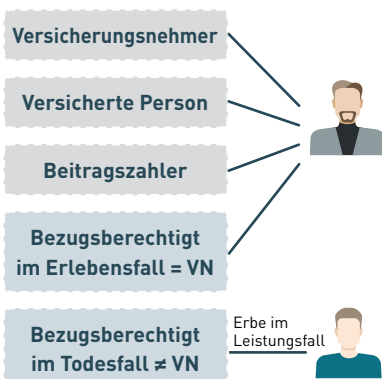 Versicherungsnehmer
Versicherte Person
Beitragszahler
Bezugsberechtigt
im Erlebensfall = VN
Bezugsberechtigt
im Todesfall ≠ VN
Erbe im
Leistungsfall